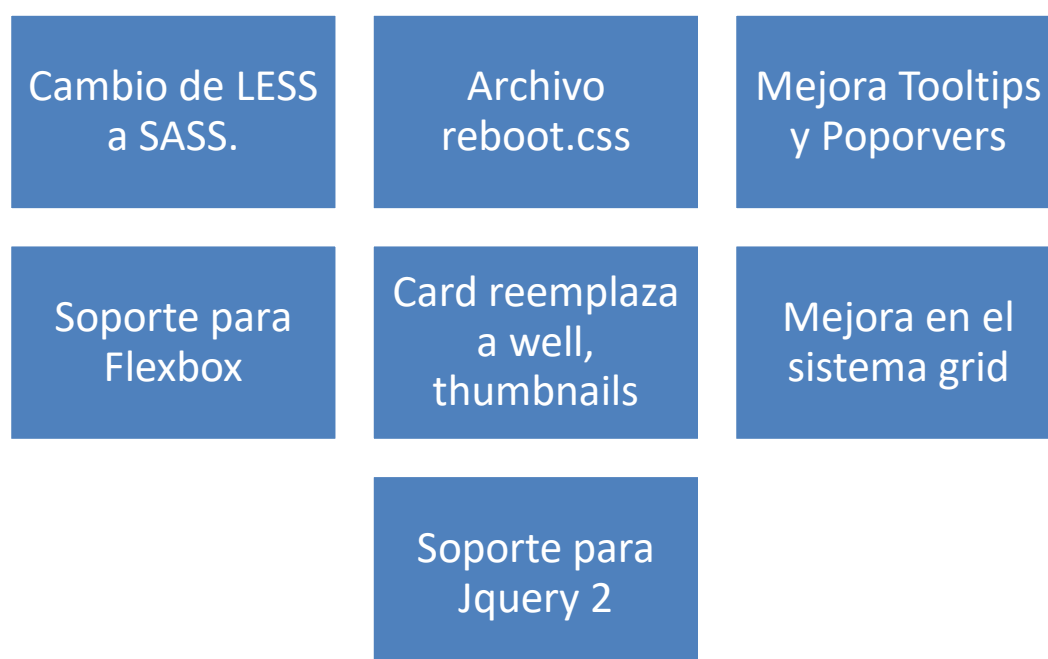 Cambio de LESS
a SASS.
Archivo
reboot.css
Mejora Tooltips
y Poporvers
Soporte para
Flexbox
Card reemplaza
a well,
thumbnails
Mejora en el
sistema grid
Soporte para
Jquery 2